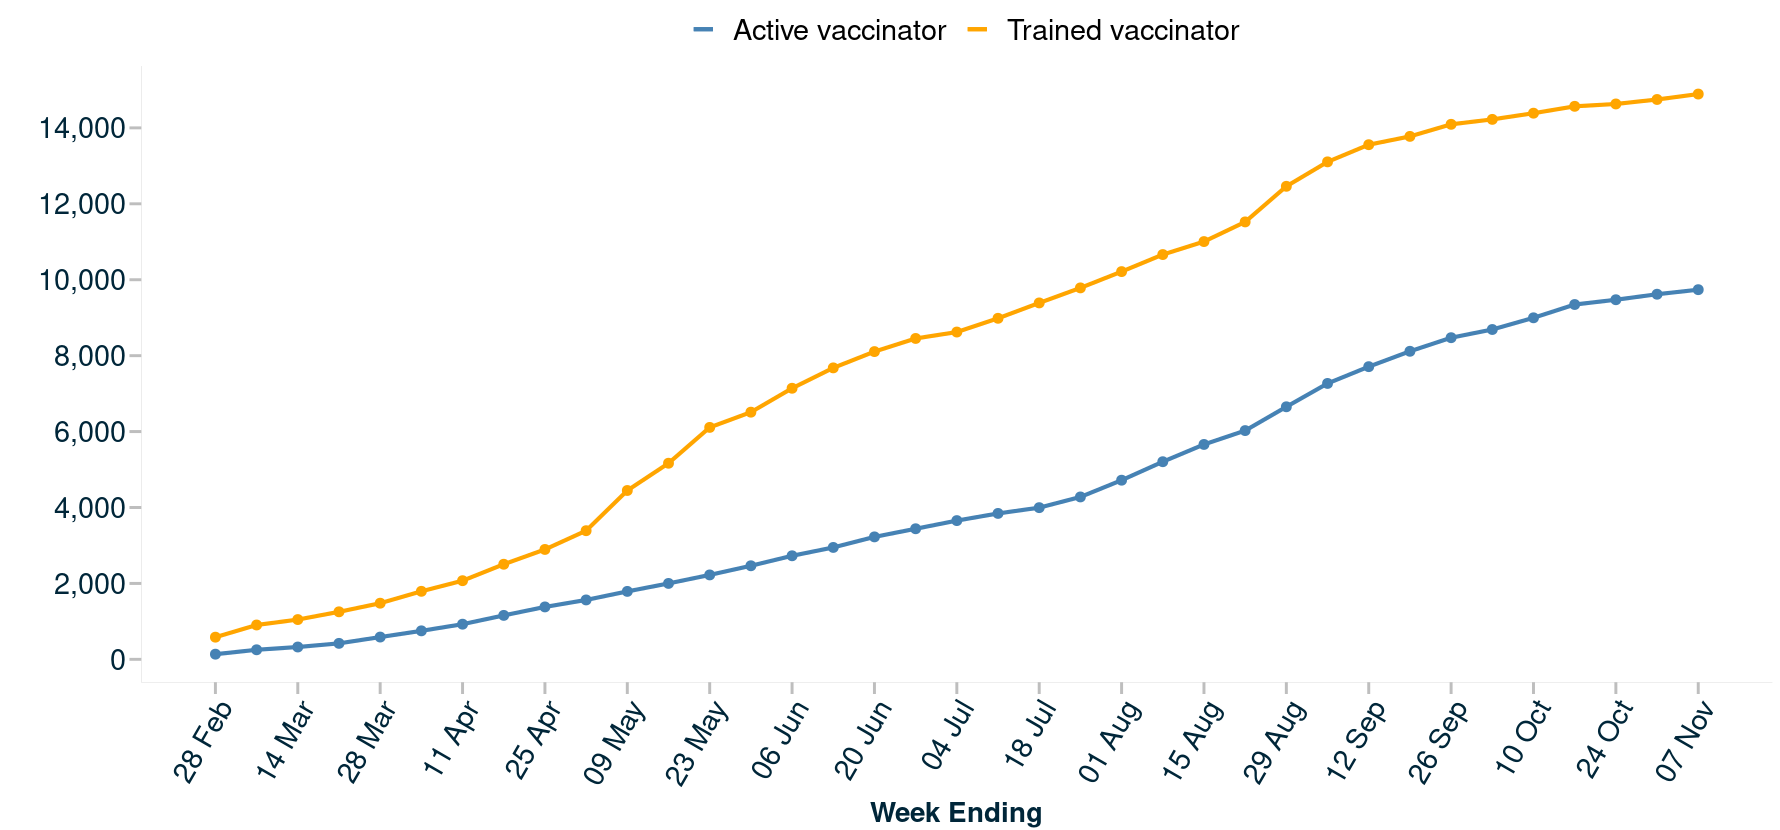 Active vaccinator Trained vaccinator
14,000
12,000
10,000
8,000
6,000
4,000
2,000
0
28 Feb
14 Mar
28 Mar
11 Apr
25 Apr
09 May
23 May
06 Jun
20 Jun
04 Jul
18 Jul
01 Aug
15 Aug
29 Aug
12 Sep
26 Sep
10 Oct
24 Oct
07 Nov
Week Ending